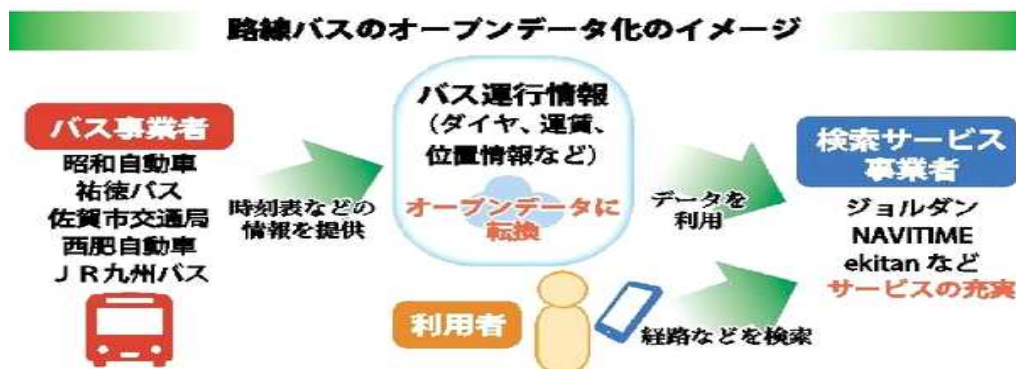 路線バスのオープンデータ化のイメージ
バス事業者
昭和自動車
祐徳バス
佐賀市交通局
西肥自動車
ＪＲ九州バス
時刻表などの
情報を提供
バス運行情報
（ダイヤ、運賃、
位置情報など）
オープンデータに
転換
データを
利用
検索サービス
事業者
ジョルダン
NAVITIME
ekitan など
サービスの充実
利用者
経路などを検索